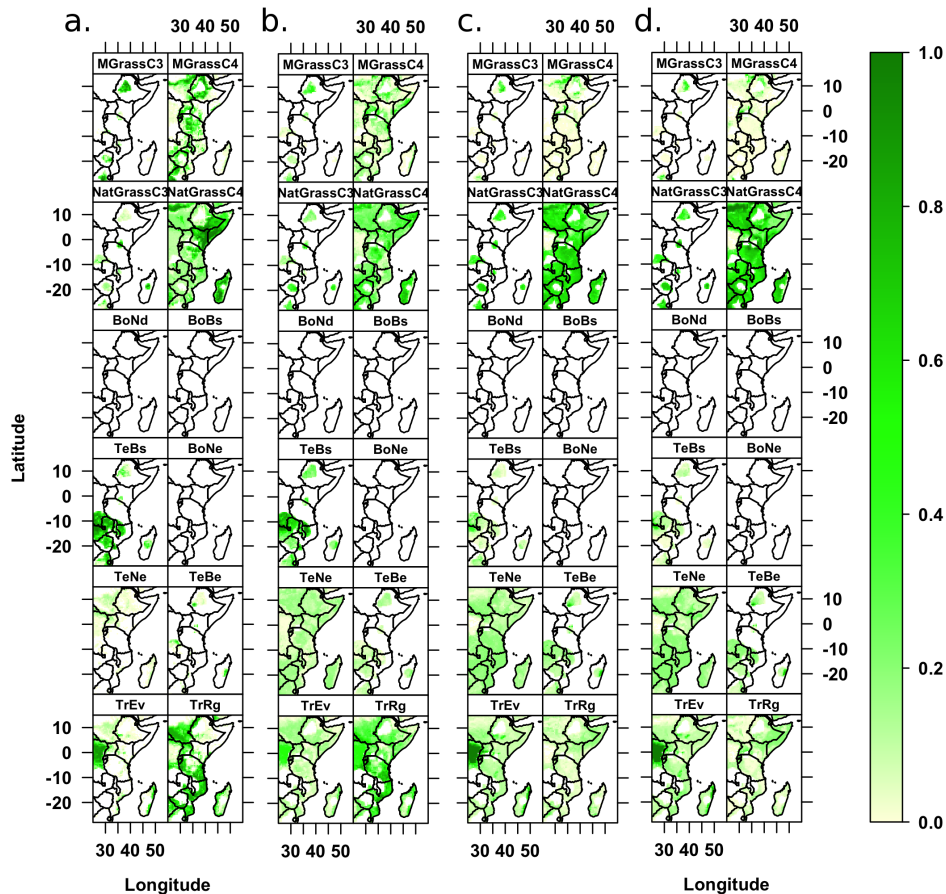 a. 30 40 50 b. 30 40 50 c. 30 40 50 d. 30 40 50
MGrassC3 MGrassC4 MGrassC3 MGrassC4 MGrassC3 MGrassC4 MGrassC3 MGrassC4 1.0
10
0
-10
-20
NatGrassC3 NatGrassC4 NatGrassC3 NatGrassC4 NatGrassC3 NatGrassC4 NatGrassC3 NatGrassC4 0.8
10
0
-10
-20
BoNd BoBs BoNd BoBs BoNd BoBs BoNd BoBs
10
0 0.6
-10
-20
TeBs BoNe TeBs BoNe TeBs BoNe TeBs BoNe
10
0
-10 0.4
-20
TeNe TeBe TeNe TeBe TeNe TeBe TeNe TeBe
10
0
-10
-20 0.2
TrEv TrRg TrEv TrRg TrEv TrRg TrEv TrRg
10
0
-10
-20
0.0
30 40 50 30 40 50 30 40 50 30 40 50
Latitude
Longitude Longitude Longitude Longitude